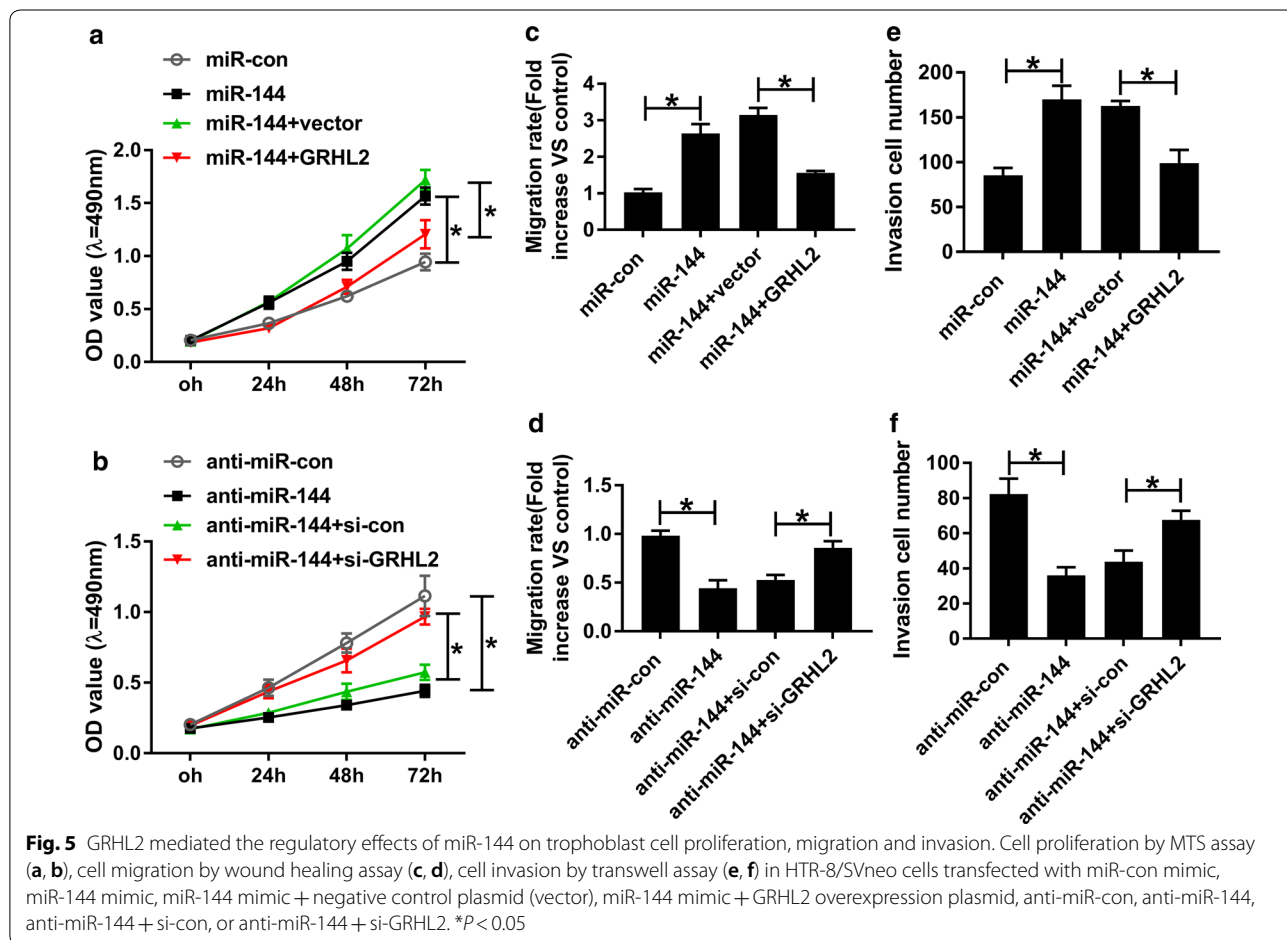 a
miR-con
miR-144
miR-144+vector
miR-144+GRHL2
OD value (λ=490nm)
2.0
1.5
1.0
0.5
0.0
oh 24h 48h 72h
*
*
b
anti-miR-con
anti-miR-144
anti-miR-144+si-con
anti-miR-144+si-GRHL2
OD value (λ=490nm)
1.5
1.0
0.5
0.0
oh 24h 48h 72h
*
*
c
Migration rate(Fold
increase VS control)
4
3
2
1
0
*
*
miR-con
miR-144
miR-144+vector
miR-144+GRHL2
d
Migration rate(Fold
increase VS control)
1.5
1.0
0.5
0.0
*
*
anti-miR-con
anti-miR-144
anti-miR-144+si-con
anti-miR-144+si-GRHL2
e
Invasion cell number
200
150
100
50
0
*
*
miR-con
miR-144
miR-144+vector
miR-144+GRHL2
f
Invasion cell number
100
80
60
40
20
0
*
*
anti-miR-con
anti-miR-144
anti-miR-144+si-con
anti-miR-144+si-GRHL2
Fig. 5 GRHL2 mediated the regulatory effects of miR-144 on trophoblast cell proliferation, migration and invasion. Cell proliferation by MTS assay
(a, b), cell migration by wound healing assay (c, d), cell invasion by transwell assay (e, f) in HTR-8/SVneo cells transfected with miR-con mimic,
miR-144 mimic, miR-144 mimic + negative control plasmid (vector), miR-144 mimic + GRHL2 overexpression plasmid, anti-miR-con, anti-miR-144,
anti-miR-144 + si-con, or anti-miR-144 + si-GRHL2. *P < 0.05